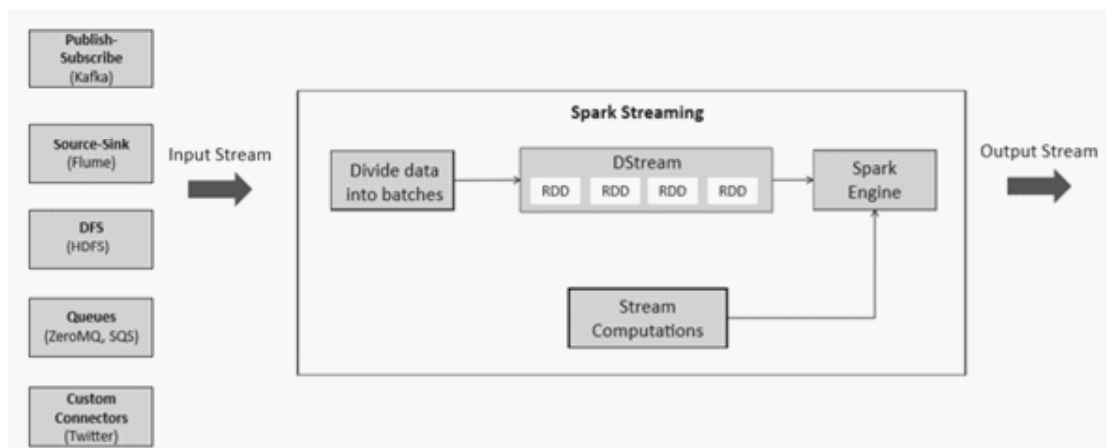 Publish-
Subscribe
(Kafka)
Source-Sink
(Flume)
DFS
(HDFS)
Queues
(ZeroMQ, SQS)
Custom
Connectors
(Twitter)
Input Stream
Spark Streaming
Divide data
into batches
DStream
RDD RDD RDD RDD
Spark
Engine
Stream
Computations
Output Stream